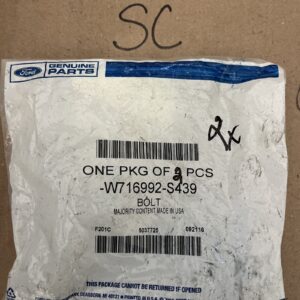 SC
Ford
GENUINE
PARTS
2x
ONE PKG OF 2 PCS
-W716992-S439
BOLT
MAJORITY CONTENT MADE IN USA
F201C 5037725 092116
THIS PACKAGE CANNOT BE RETURNED IF OPENED